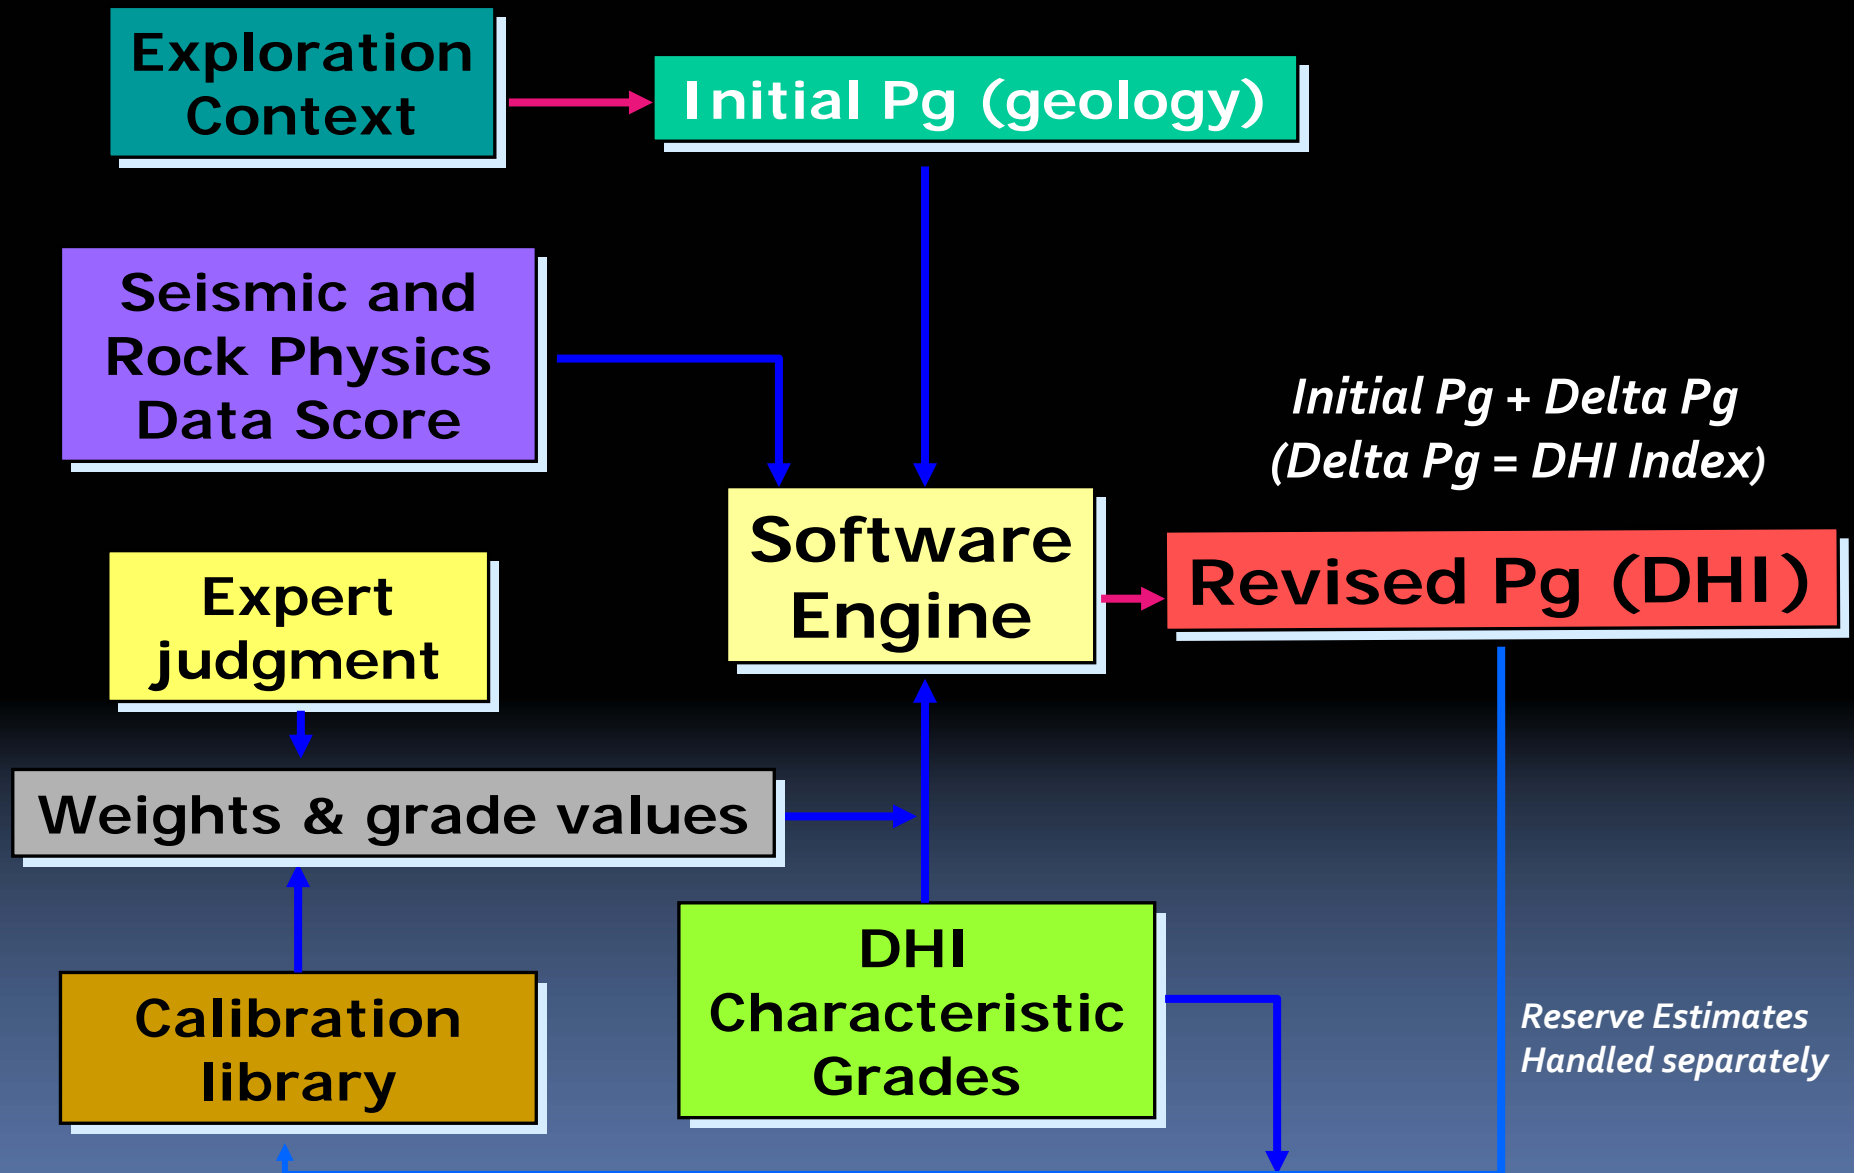 Exploration
Context
Initial Pg (geology)
Seismic and
Rock Physics
Data Score
Initial Pg + Delta Pg
(Delta Pg = DHI Index)
Software
Engine
Revised Pg (DHI)
Expert
judgment
Weights & grade values
DHI
Characteristic
Grades
Calibration
library
Reserve Estimates
Handled separately